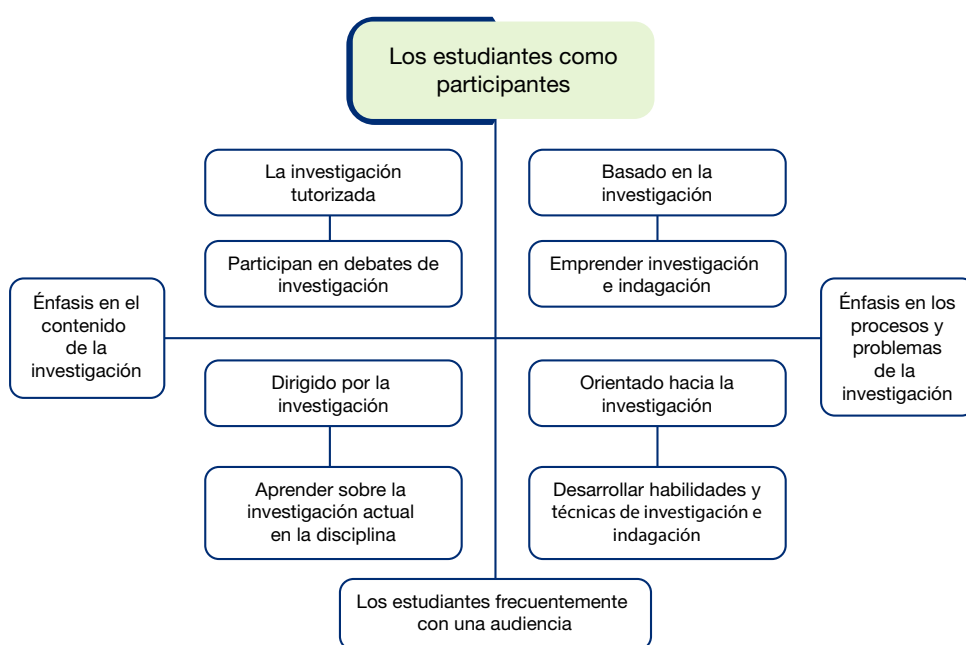 Los estudiantes como
participantes
La investigación
tutorizada
Basado en la
investigación
Participan en debates de
investigación
Emprender investigación
e indagación
Énfasis en el
contenido
de la
investigación
Énfasis en los
procesos y
problemas
de la
investigación
Dirigido por la
investigación
Orientado hacia la
investigación
Aprender sobre la
investigación actual
en la disciplina
Desarrollar habilidades y
técnicas de investigación e
indagación
Los estudiantes frecuentemente
con una audiencia